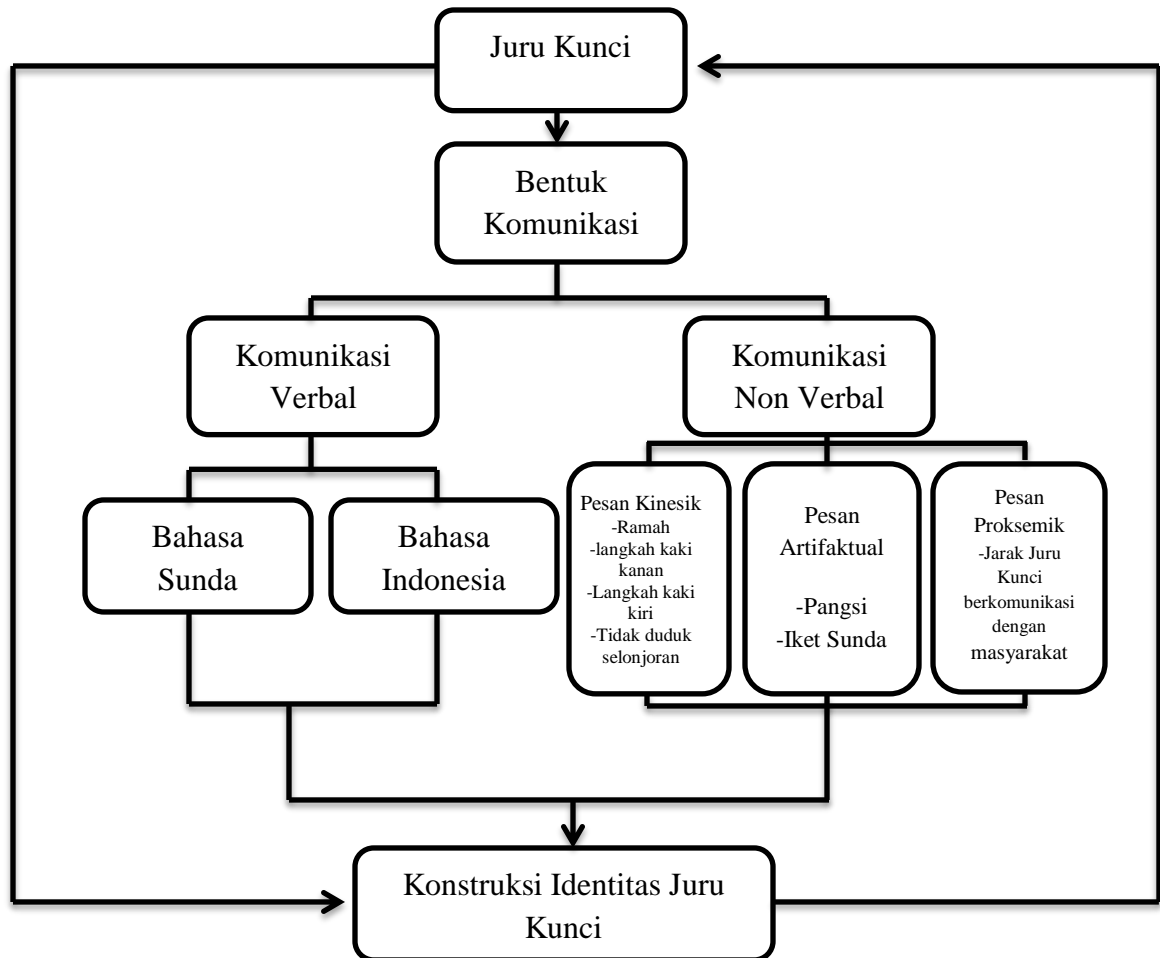 Juru Kunci
Bentuk
Komunikasi
Komunikasi
Verbal
Komunikasi
Non Verbal
Bahasa
Sunda
Bahasa
Indonesia
Pesan Kinesik
-Ramah
-langkah kaki
kanan
-Langkah kaki
kiri
-Tidak duduk
selonjoran
Pesan
Artifaktual
-Pangsi
-Iket Sunda
Pesan
Proksemik
-Jarak Juru
Kunci
berkomunikasi
dengan
masyarakat
Konstruksi Identitas Juru
Kunci